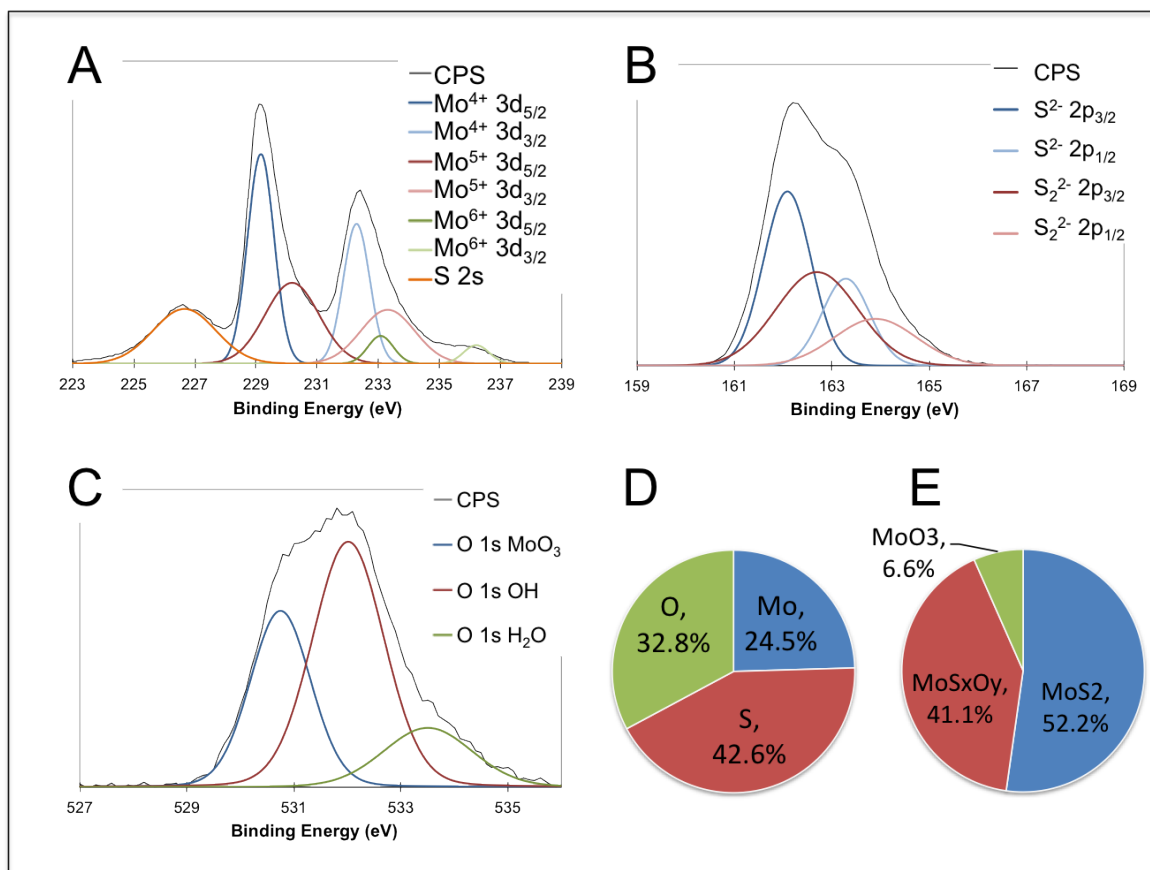 A
CPS
Mo⁴⁺ 3d₅/₂
Mo⁴⁺ 3d₃/₂
Mo⁵⁺ 3d₅/₂
Mo⁵⁺ 3d₃/₂
Mo⁶⁺ 3d₅/₂
Mo⁶⁺ 3d₃/₂
S 2s
223 225 227 229 231 233 235 237 239
Binding Energy (eV)
B
CPS
S²⁻ 2p₃/₂
S²⁻ 2p₁/₂
S₂²⁻ 2p₃/₂
S₂²⁻ 2p₁/₂
159 161 163 165 167 169
Binding Energy (eV)
C
CPS
O 1s MoO₃
O 1s OH
O 1s H₂O
527 529 531 533 535
Binding Energy (eV)
D
O,
32.8%
Mo,
24.5%
S,
42.6%
E
MoO3,
6.6%
MoSxOy,
41.1%
MoS2,
52.2%